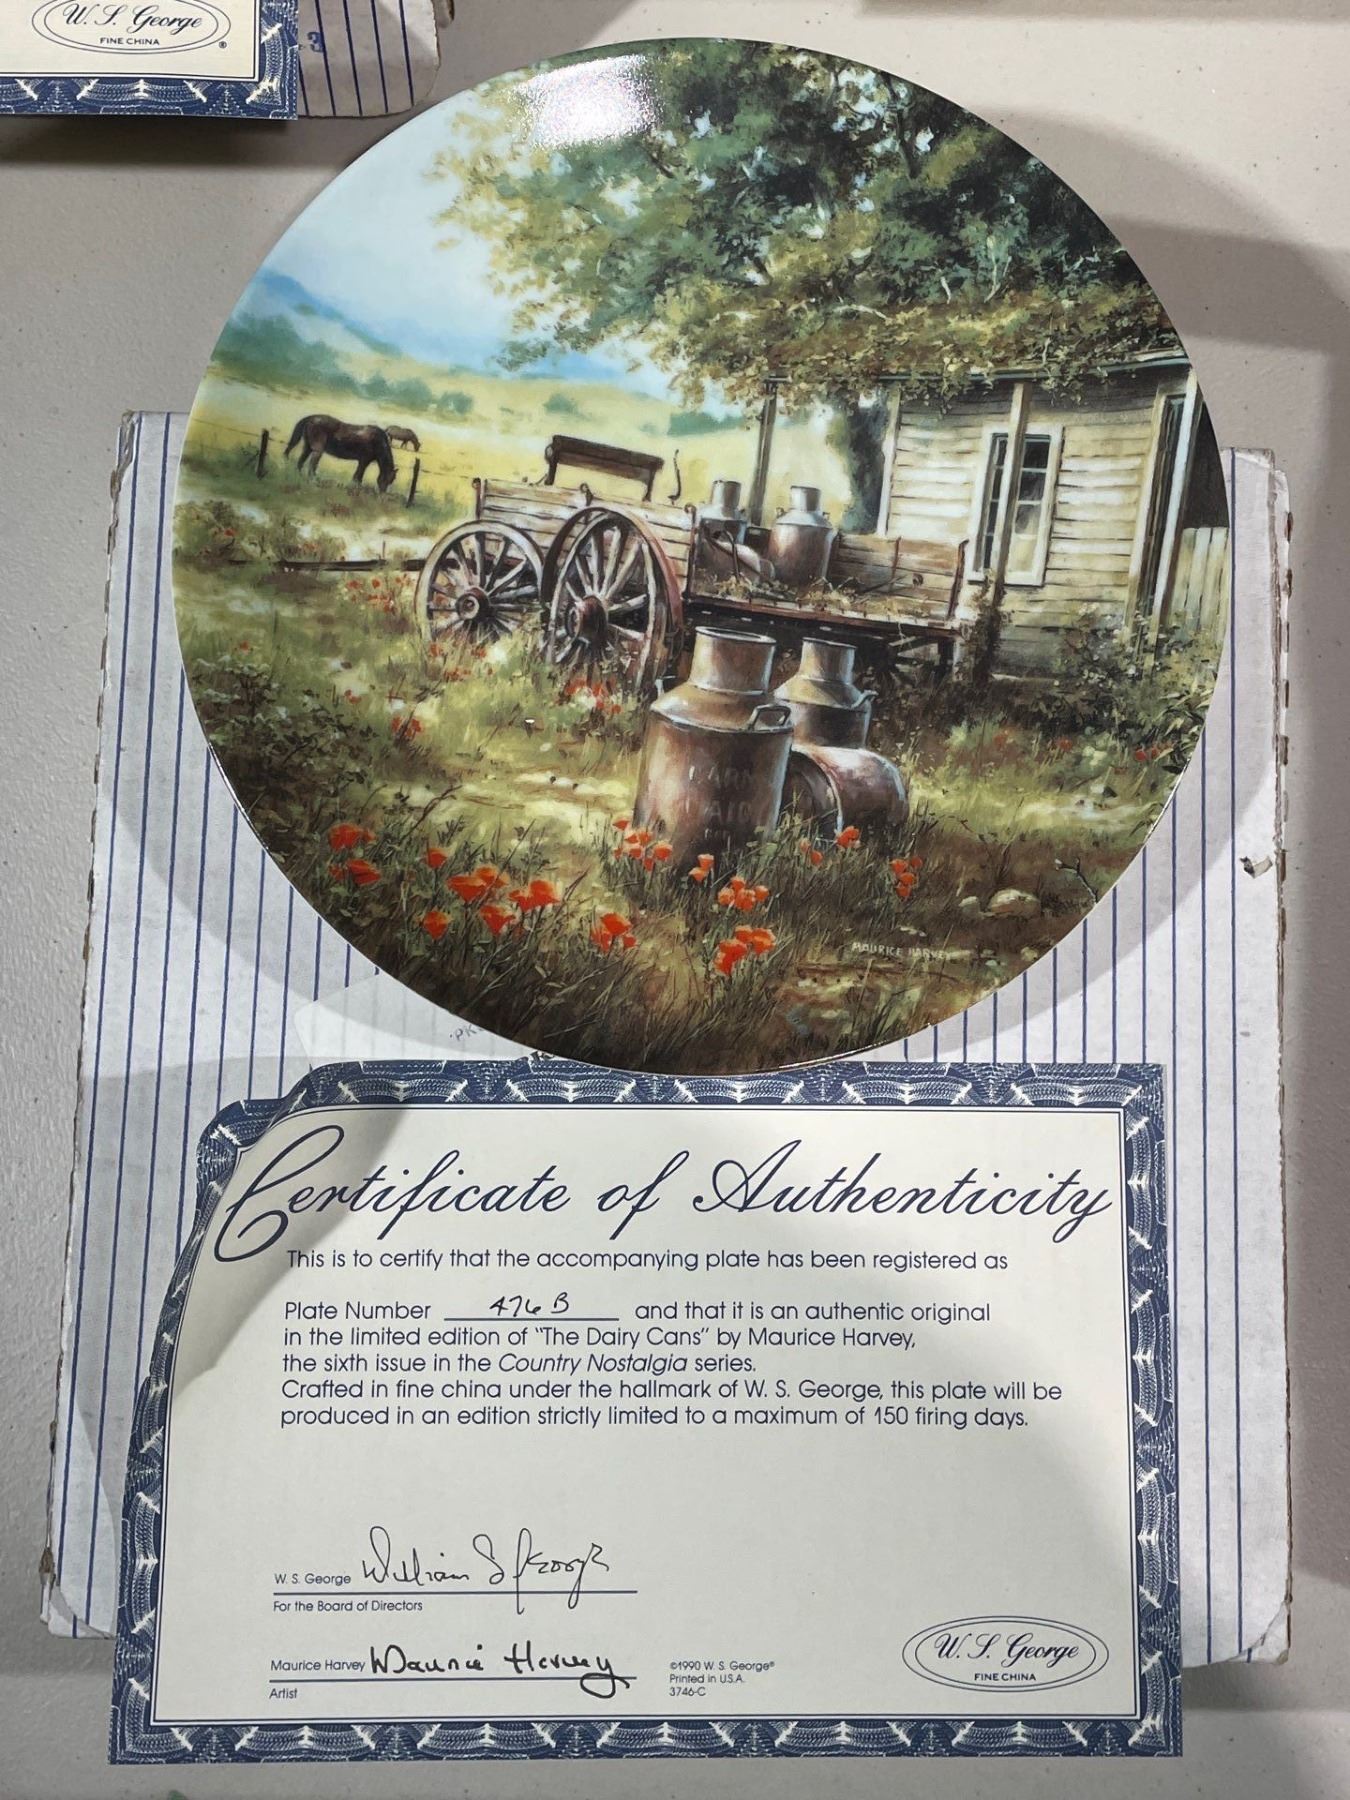 W. S. George
FINE CHINA
®
3
MAURICE HARVEY
Certificate of Authenticity
This is to certify that the accompanying plate has been registered as
Plate Number 476 B and that it is an authentic original
in the limited edition of "The Dairy Cans" by Maurice Harvey,
the sixth issue in the Country Nostalgia series.
Crafted in fine china under the hallmark of W. S. George, this plate will be
produced in an edition strictly limited to a maximum of 150 firing days.
W. S. George William S George
For the Board of Directors
Maurice Harvey Maurice Harvey
Artist
©1990 W. S. George®
Printed in U.S.A.
3746-C
W. S. George
FINE CHINA